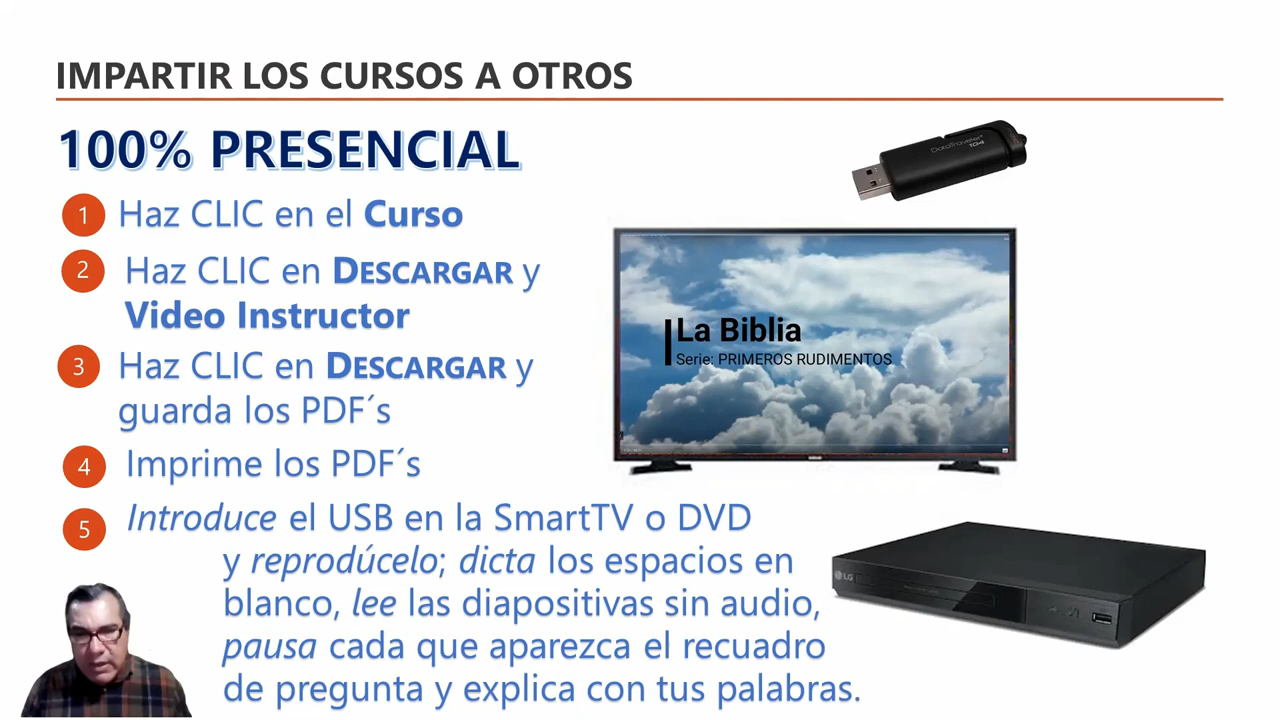 IMPARTIR LOS CURSOS A OTROS
100% PRESENCIAL
1 Haz CLIC en el Curso
2 Haz CLIC en DESCARGAR y
Video Instructor
3 Haz CLIC en DESCARGAR y
guarda los PDF´s
4 Imprime los PDF´s
5 Introduce el USB en la SmartTV o DVD
y reprodúcelo; dicta los espacios en
blanco, lee las diapositivas sin audio,
pausa cada que aparezca el recuadro
de pregunta y explica con tus palabras.
DataTraveler
104
La Biblia
Serie: PRIMEROS RUDIMENTOS
LG